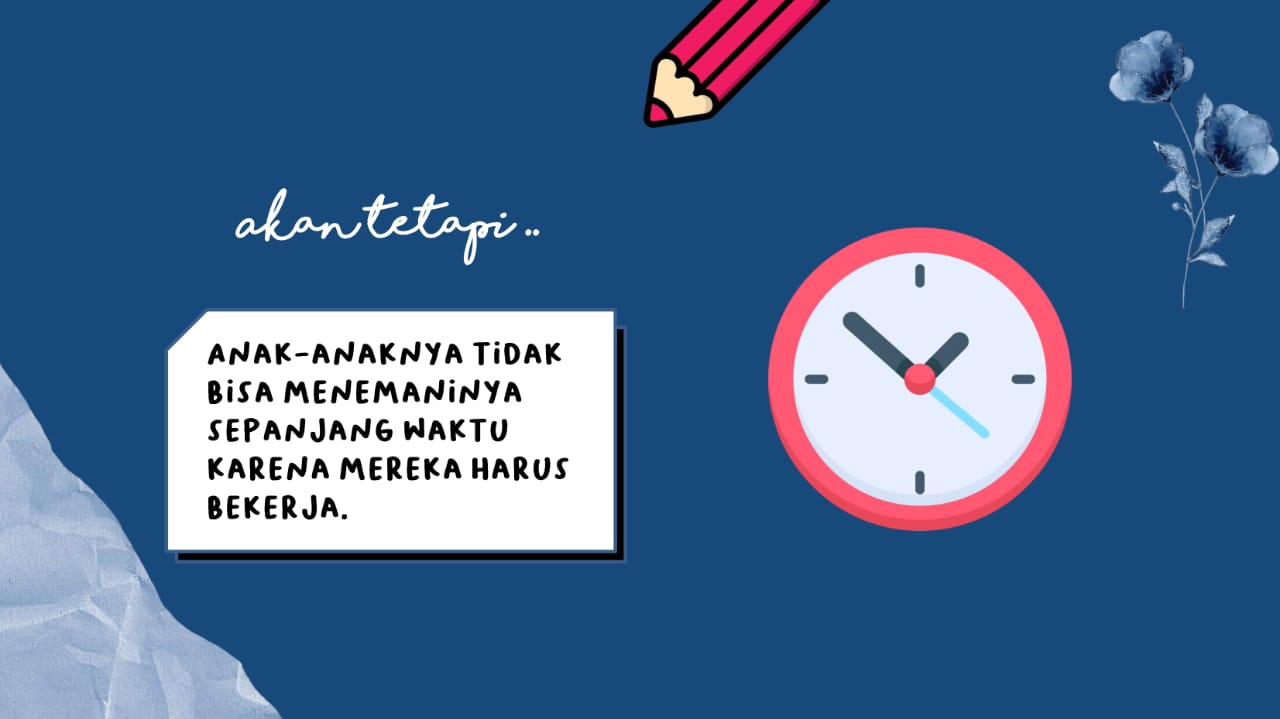 akan tetapi ..
ANAK-ANAKNYA TiDAK
BiSA MENEMANiNYA
SEPANJANG WAKTU
KARENA MEREKA HARUS
BEKERJA.